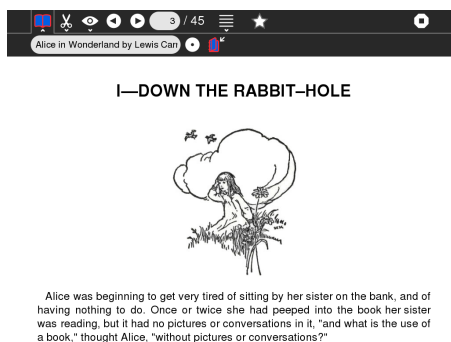 3 / 45
Alice in Wonderland by Lewis Carr
I—DOWN THE RABBIT–HOLE
Alice was beginning to get very tired of sitting by her sister on the bank, and of
having nothing to do. Once or twice she had peeped into the book her sister
was reading, but it had no pictures or conversations in it, "and what is the use of
a book," thought Alice, "without pictures or conversations?"